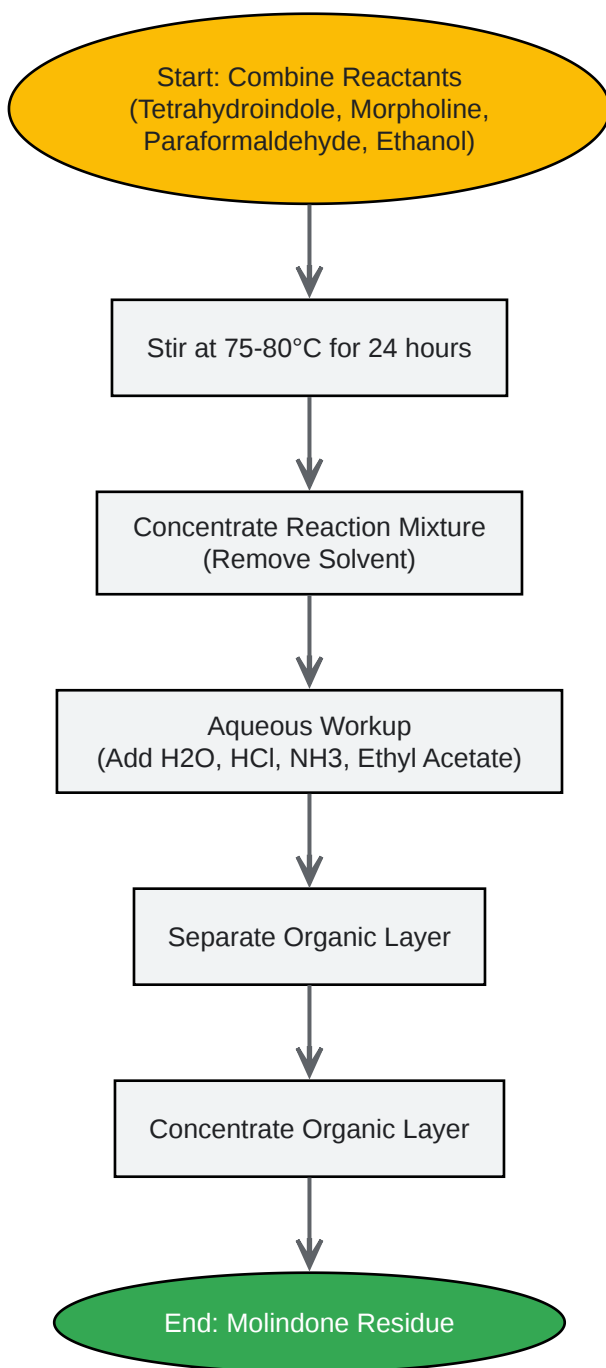 Start: Combine Reactants
(Tetrahydroindole, Morpholine,
Paraformaldehyde, Ethanol)
Stir at 75-80°C for 24 hours
Concentrate Reaction Mixture
(Remove Solvent)
Aqueous Workup
(Add H2O, HCl, NH3, Ethyl Acetate)
Separate Organic Layer
Concentrate Organic Layer
End: Molindone Residue